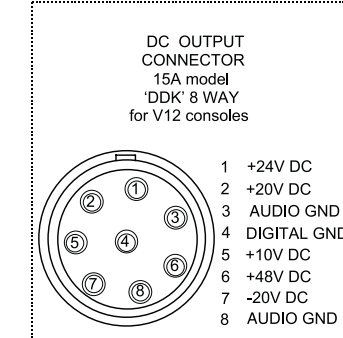 DC OUTPUT
CONNECTOR
15A model
‘DDK’ 8 WAY
for V12 consoles
1 +24V DC
2 +20V DC
3 AUDIO GND
4 DIGITAL GND
5 +10V DC
6 +48V DC
7 -20V DC
8 AUDIO GND
1
2
3
5
4
6
7
8